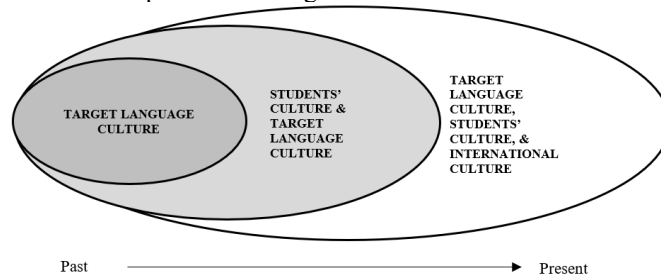 TARGET LANGUAGE
CULTURE
STUDENTS'
CULTURE &
TARGET
LANGUAGE
CULTURE
TARGET
LANGUAGE
CULTURE,
STUDENTS'
CULTURE, &
INTERNATIONAL
CULTURE
Past
Present